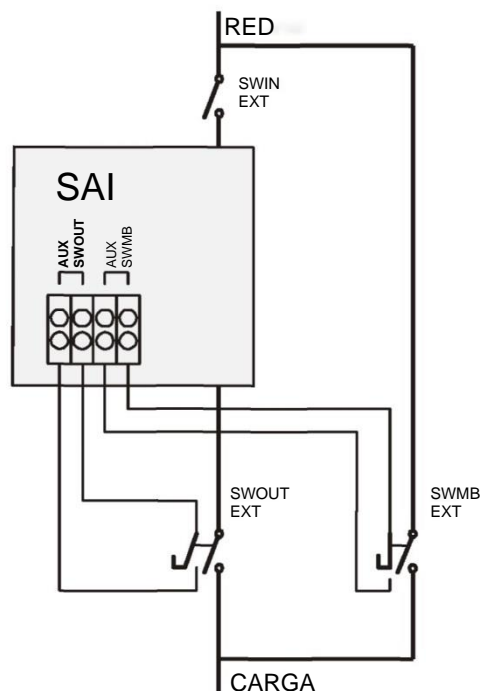 RED
SWIN
EXT
SAI
AUX
SWOUT
AUX
SWMB
SWOUT
EXT
SWMB
EXT
CARGA